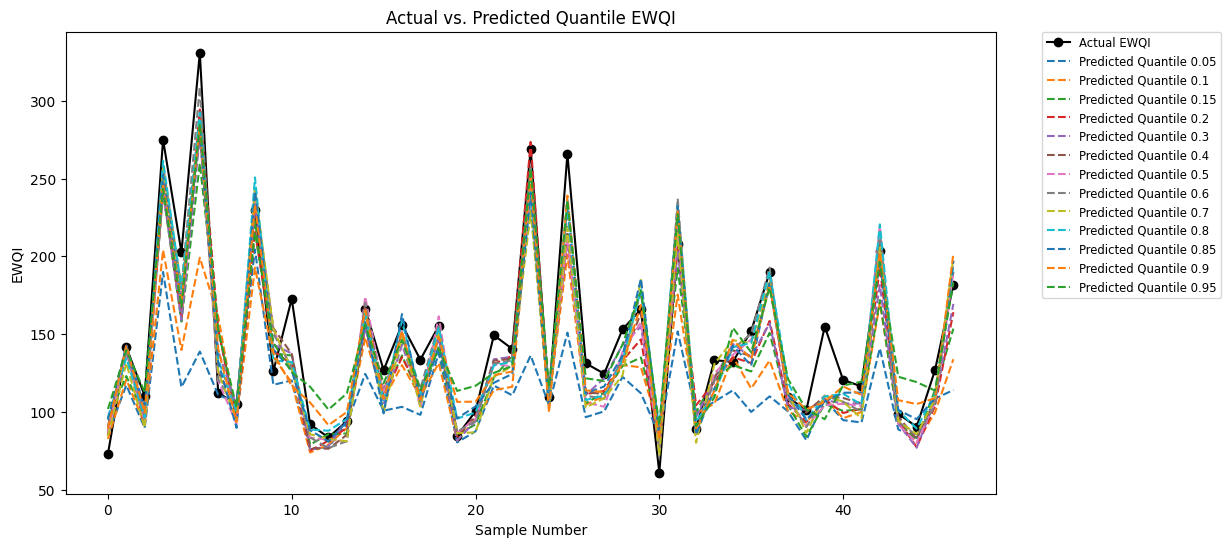 Actual vs. Predicted Quantile EWQI
Actual EWQI
Predicted Quantile 0.05
Predicted Quantile 0.1
Predicted Quantile 0.15
Predicted Quantile 0.2
Predicted Quantile 0.3
Predicted Quantile 0.4
Predicted Quantile 0.5
Predicted Quantile 0.6
Predicted Quantile 0.7
Predicted Quantile 0.8
Predicted Quantile 0.85
Predicted Quantile 0.9
Predicted Quantile 0.95
EWQI
300
250
200
150
100
50
0
10
20
30
40
Sample Number